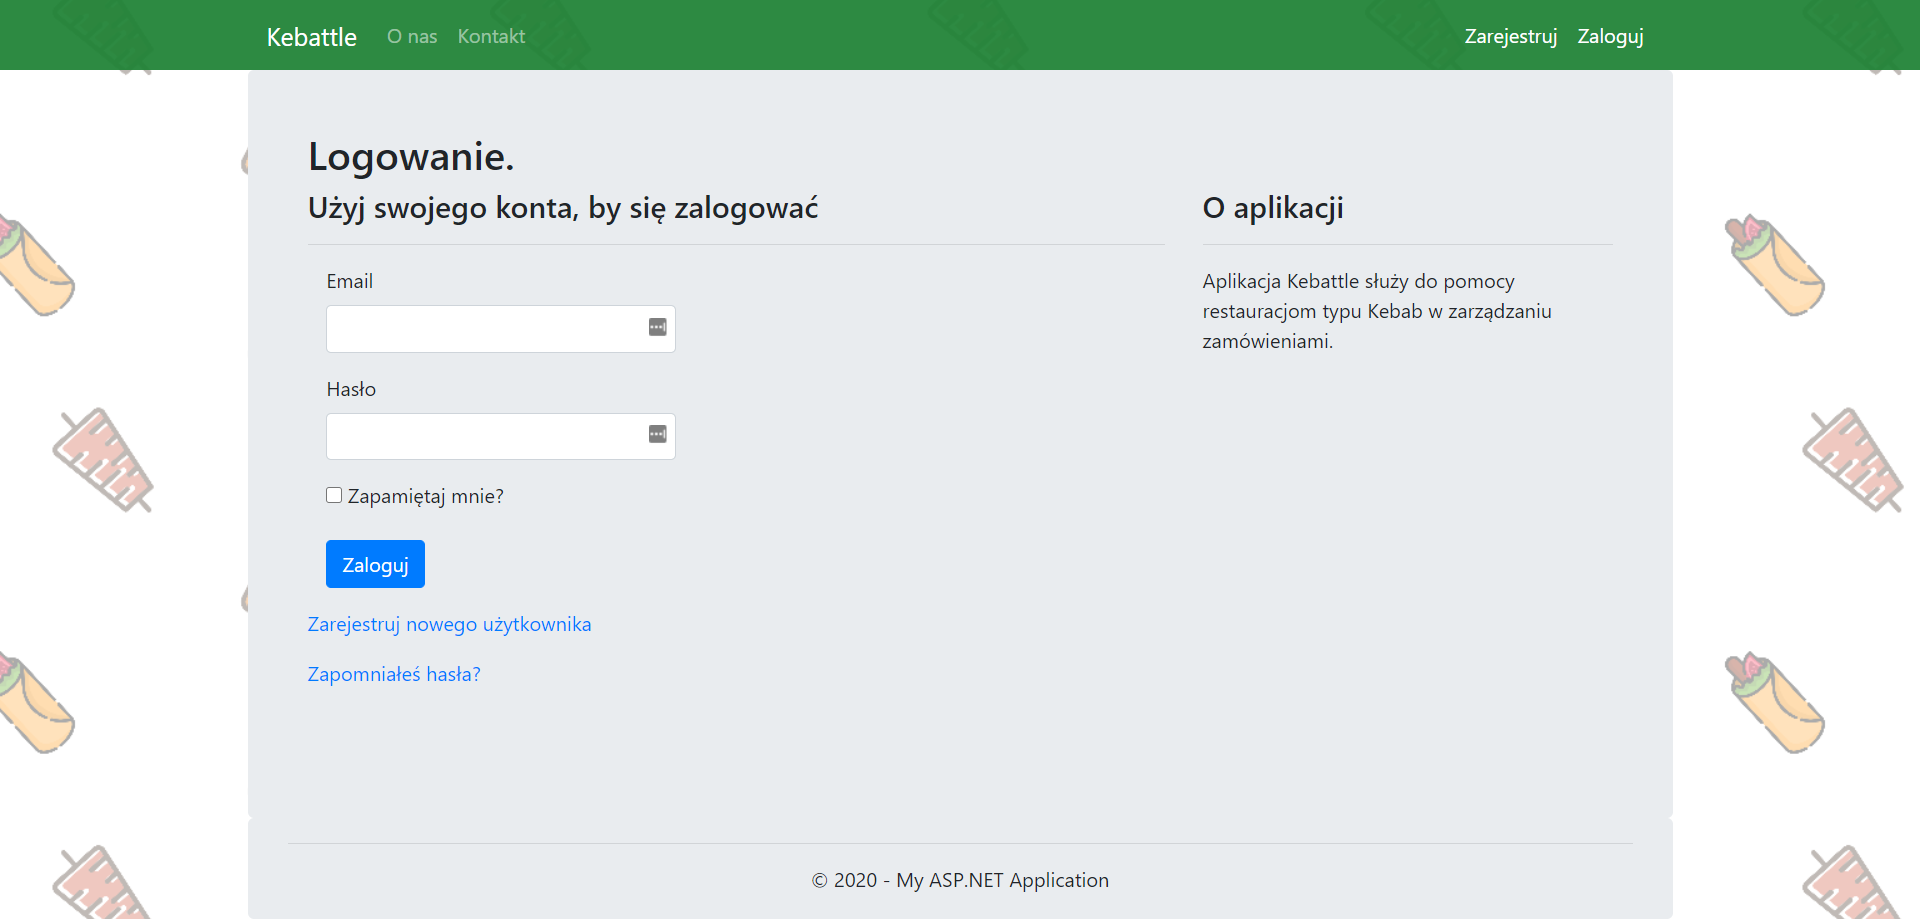 Kebattle O nas Kontakt Zarejestruj Zaloguj
Logowanie.
Użyj swojego konta, by się zalogować
Email
Hasło
Zapamiętaj mnie?
Zaloguj
Zarejestruj nowego użytkownika
Zapomniałeś hasła?
O aplikacji
Aplikacja Kebattle służy do pomocy
restauracjom typu Kebab w zarządzaniu
zamówieniami.
© 2020 - My ASP.NET Application